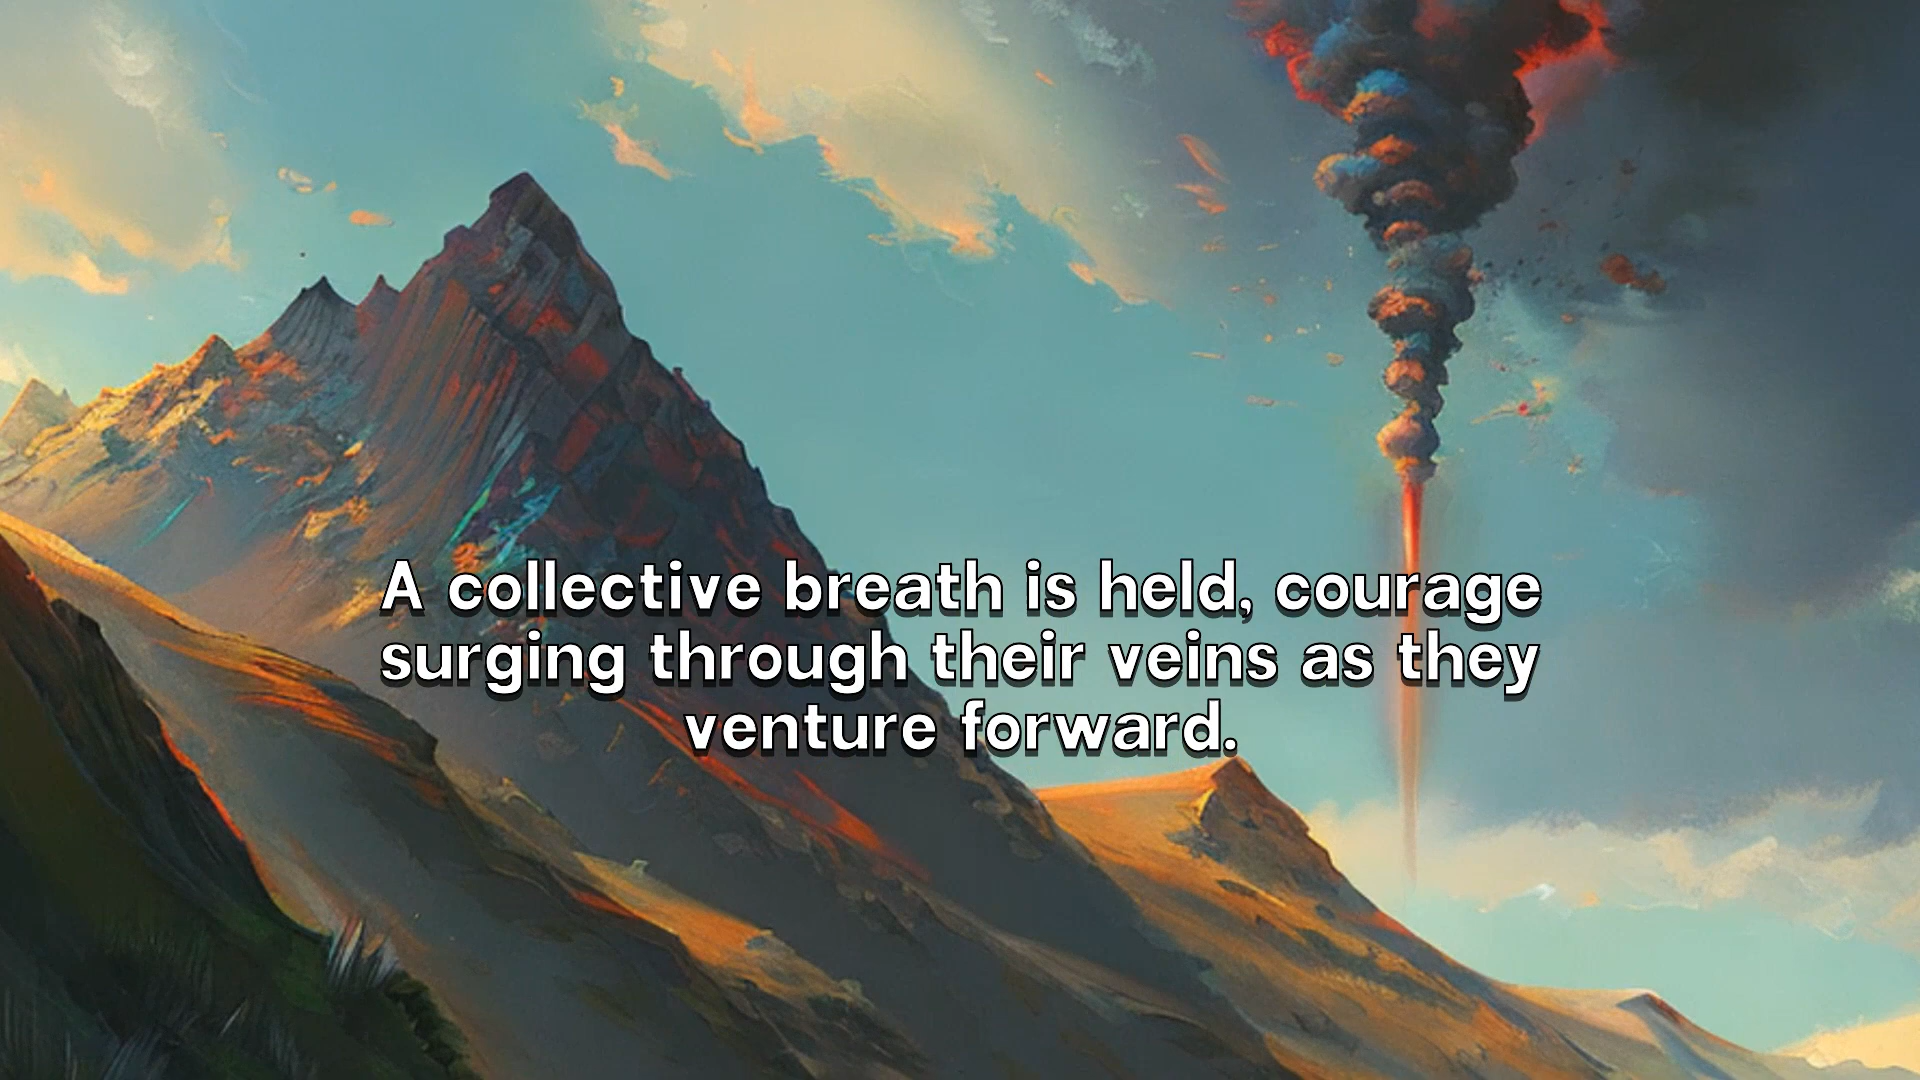 A collective breath is held, courage
surging through their veins as they
venture forward.